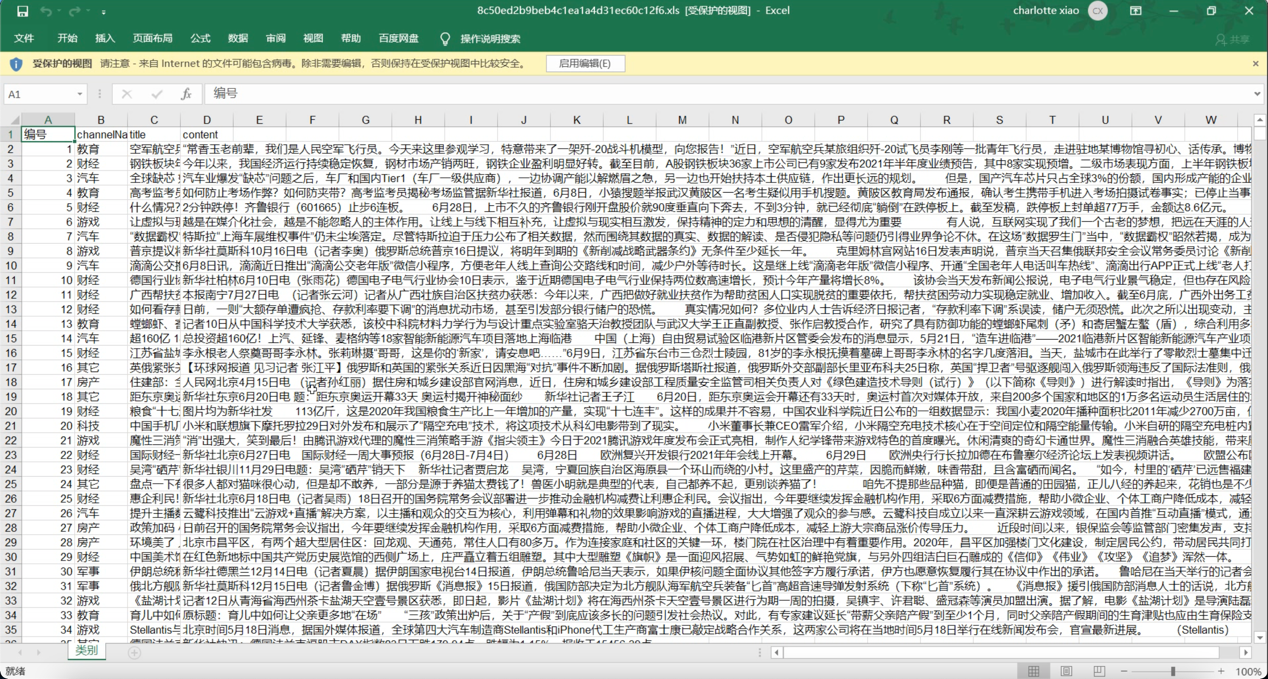 8c50ed2b9beb4c1ea1a4d31ec60c12f6.xls [受保护的视图] - Excel
charlotte xiao CX
文件 开始 插入 页面布局 公式 数据 审阅 视图 帮助 百度网盘 操作说明搜索 共享
受保护的视图 请注意 - 来自 Internet 的文件可能包含病毒。除非需要编辑，否则保持在受保护视图中比较安全。 启用编辑(E)
A1 fx 编号
A B C D E F G H I J K L M N O P Q R S T U V W
1 编号 channelNa title content
2 1 教育 空军航空兵 "常香玉老前辈，我们是人民空军飞行员。今天来这里参观学习，特意带来了一架歼-20战斗机模型，向您报告！"近日，空军航空兵某旅组织歼-20试飞员李刚等一批青年飞行员，走进驻地某博物馆寻初心、话传承。博物
3 2 财经 钢铁板块年 今年以来，我国经济运行持续稳定恢复，钢材市场产销两旺，钢铁企业盈利明显好转。截至目前，A股钢铁板块36家上市公司已有9家发布2021年半年度业绩预告，其中8家实现预增。二级市场表现方面，上半年钢铁板块
4 3 汽车 全球缺芯 汽车业爆发"缺芯"问题之后，车厂和国内Tier1（车厂一级供应商），一边协调产能以解燃眉之急，另一边也开始扶持本土供应链，作出更长远的规划。 但是，国产汽车芯片只占全球3%的份额，国内形成产能的企业
5 4 教育 高考监考员 如何防止考场作弊？如何防夹带？高考监考员揭秘考场监管据新华社报道，6月8日，小猿搜题举报武汉黄陂区一名考生疑似用手机搜题。黄陂区教育局发布通报，确认考生携带手机进入考场拍摄试卷事实；已停止当事
6 5 财经 什么情况? 2分钟跌停！齐鲁银行（601665）止步6连板。 6月28日，上市不久的齐鲁银行刚开盘股价就90度垂直向下奔去，不到3分钟，就已经彻底"躺倒"在跌停板上。截至发稿，跌停板上封单超77万手，金额达8.6亿元。
7 6 游戏 让虚拟与现 越是在媒介化社会，越是不能忽略人的主体作用。让线上与线下相互补充，让虚拟与现实相互激发，保持精神的定力和思想的清醒，显得尤为重要 有人说，互联网实现了我们一个古老的梦想，把远在天涯的人
8 7 汽车 "数据霸权" 特斯拉"上海车展维权事件"仍未尘埃落定。尽管特斯拉迫于压力公布了相关数据，然而围绕其数据的真实、数据的解读、是否侵犯隐私等问题仍引得业界争论不休。在这场"数据罗生门"当中，"数据霸权"昭然若揭，成为
9 8 游戏 普京提议将 新华社莫斯科10月16日电（记者李奥）俄罗斯总统普京16日提议，将明年到期的《新削减战略武器条约》无条件至少延长一年。 克里姆林宫网站16日发表声明说，普京当天召集俄联邦安全会议常务委员讨论《新削
10 9 汽车 滴滴公交推 6月8日讯，滴滴近日推出"滴滴公交老年版"微信小程序，方便老年人线上查询公交路线和时间，减少户外等待时长。这是继上线"滴滴老年版"微信小程序、开通"全国老年人电话叫车热线"、滴滴出行APP正式上线"老人打
11 10 财经 德国行业协 新华社柏林6月10日电（张雨花）德国电子电气行业协会10日表示，鉴于近期德国电子电气行业保持两位数高速增长，预计今年产量将增长8%。 该协会当天发布新闻公报说，电子电气行业景气稳定，但也存在风险
12 11 财经 广西帮扶贫 本报南宁7月27日电 （记者张云河）记者从广西壮族自治区扶贫办获悉：今年以来，广西把做好就业扶贫作为帮助贫困人口实现脱贫的重要依托，帮扶贫困劳动力实现稳定就业、增加收入。截至6月底，广西外出务工
13 12 财经 如何看存款 日前，一则"大额存单遭疯抢、存款利率要下调"的消息扰动市场，甚至引发部分银行储户的恐慌。 真实情况如何？多位业内人士告诉经济日报记者，"存款利率下调"系误读，储户无须恐慌。此次之所以出现变动，主
14 13 教育 螳螂虾、寄 记者10日从中国科学技术大学获悉，该校中科院材料力学行为与设计重点实验室骆天治教授团队与武汉大学王正直副教授、张作启教授合作，研究了具有防御功能的螳螂虾尾刺（矛）和寄居蟹左螯（盾），综合利用多
15 14 汽车 超160亿 1 总投资超160亿！上汽、延锋、麦格纳等18家智能新能源汽车项目落地上海临港 中国（上海）自由贸易试验区临港新片区管委会发布的消息显示，5月21日，"造车进临港"——2021临港新片区智能新能源汽车产业
16 15 财经 江苏省盐城 李永根老人祭奠哥哥李永林。张莉琳摄"哥哥，这是你的'新家'，请安息吧……"6月9日，江苏省东台市三仓烈士陵园，81岁的李永根抚摸着墓碑上哥哥李永林的名字几度落泪。当天，盐城市在此举行了零散烈士墓集中迁
17 16 其它 英俄紧张关 【环球网报道 见习记者 张江平】俄罗斯和英国的紧张关系近日因黑海"对抗"事件不断加剧。据俄罗斯塔斯社报道，俄罗斯外交部副部长里亚布科夫25日称，英国"捍卫者"号驱逐舰闯入俄罗斯领海违反了国际法准则，俄
18 17 房产 住建部：全 人民网北京4月15日电 （记者孙红丽）据住房和城乡建设部官网消息，近日，住房和城乡建设部工程质量安全监管司相关负责人对《绿色建造技术导则（试行）》（以下简称《导则》）进行解读时指出，《导则》为落实
19 18 其它 距东京奥运 新华社东京6月20日电 题：距东京奥运开幕33天 奥运村揭开神秘面纱 新华社记者王子江 6月20日，距东京奥运会开幕还有33天时，奥运村首次对媒体开放，来自200多个国家和地区的1万多名运动员生活居住的
20 19 财经 粮食"十七连 图片均为新华社发 113亿斤，这是2020年我国粮食生产比上一年增加的产量，实现"十七连丰"。这样的成果并不容易，中国农业科学院近日公布的一组数据显示：我国小麦2020年播种面积比2011年减少2700万亩，但
21 20 科技 中国手机厂 小米和联想旗下摩托罗拉29日对外发布和展示了"隔空充电"技术，将这项技术从科幻电影带到了现实。 小米董事长兼CEO雷军介绍，小米隔空充电技术核心在于空间定位和隔空能量传输。小米自研的隔空充电桩内置
22 21 游戏 魔性三消策 "消"出强大，笑到最后！由腾讯游戏代理的魔性三消策略手游《指尖领主》今日于2021腾讯游戏年度发布会正式亮相，制作人纪学锋带来游戏特色的首度曝光。休闲清爽的奇幻卡通世界。魔性三消融合英雄技能，带来
23 22 游戏 国际财经一 新华社北京6月27日电 国际财经一周大事预报（6月28日-7月4日） 6月28日 欧洲复兴开发银行2021年年会线上开幕。 6月29日 欧洲央行行长拉加德在布鲁塞尔经济论坛上发表视频讲话。 欧盟公布
24 23 财经 吴湾"硒芹" 新华社银川11月29日电题：吴湾"硒芹"销天下 新华社记者贾启龙 吴湾，宁夏回族自治区海原县一个环山而绕的小村。这里盛产的芹菜，因脆而鲜嫩，味香带甜，且含富硒而闻名。 "如今，村里的'硒芹'已远售福建
25 24 其它 盘点一下有 很多人都对猫咪很心动，但是却不敢养，一部分是源于养猫太费钱了！兽医小明就是典型的代表，自己都养不起，更别谈养猫了！ 咱先不提那些品种猫，即便是普通的田园猫，正儿八经的养起来，花销也是不少
26 25 财经 惠企利民！ 新华社北京6月18日电（记者吴雨）18日召开的国务院常务会议部署进一步推动金融机构减费让利惠企利民。会议指出，今年要继续发挥金融机构作用，采取6方面减费措施，帮助小微企业、个体工商户降低成本，减轻
27 26 汽车 提升主播效 云鹭科技推出"云游戏+直播"解决方案，以主播和观众的交互为核心，利用弹幕和礼物的效果影响游戏的直播进程，大大增强了观众的参与感。云鹭科技自成立以来一直深耕云游戏领域，在国内首推"互动直播"模式，通
28 27 房产 政策加码 小 日前召开的国务院常务会议指出，今年要继续发挥金融机构作用，采取6方面减费措施，帮助小微企业、个体工商户降低成本，减轻上游大宗商品涨价传导压力。 近段时间以来，银保监会等监管部门密集发声，支持
29 28 房产 环境美了 老 北京市昌平区，有两个超大型居住区：回龙观、天通苑，常住人口有80多万。作为连接家庭和社区的关键一环，楼门院在社区治理中有着重要作用。2020年，昌平区加强楼门文化建设，制定居民公约，带动居民共同打
30 29 财经 中国美术馆 在红色新地标中国共产党历史展览馆的西侧广场上，庄严矗立着五组雕塑。其中大型雕塑《旗帜》是一面迎风招展、气势如虹的鲜艳党旗，与另外四组洁白巨石雕成的《信仰》《伟业》《攻坚》《追梦》浑然一体。
31 30 军事 伊朗总统称 新华社德黑兰12月14日电（记者夏晨）据伊朗国家电视台14日报道，伊朗总统鲁哈尼当天表示，如果伊核问题全面协议其他签字方履行承诺，伊方也愿意恢复履行其在协议中作出的承诺。 鲁哈尼在当天举行的记者会
32 31 军事 俄北方舰队 新华社莫斯科12月15日电（记者鲁金博）据俄罗斯《消息报》15日报道，俄国防部决定为北方舰队海军航空兵装备"匕首"高超音速导弹发射系统（下称"匕首"系统）。 《消息报》援引俄国防部消息人士的话说，北方舰
33 32 游戏 《盐湖计划 记者12日从青海省海西州茶卡盐湖天空壹号景区获悉，即日起，影片《盐湖计划》将在海西州茶卡天空壹号景区进行为期一周的拍摄，吴镇宇、许君聪、盛冠森等演员加盟出演。据了解，电影《盐湖计划》是导演陆磊
34 33 教育 育儿中如何 原标题：育儿中如何让父亲更多地"在场" "三孩"政策出炉后，关于"产假"到底应该多长的问题引发社会热议。对此，有专家建议延长"带薪父亲陪产假"到至少1个月，同时父亲陪产假期间的生育津贴也应由生育保险支
35 34 游戏 Stellantis与 北京时间5月18日消息，据国外媒体报道，全球第四大汽车制造商Stellantis和iPhone代工生产商富士康已敲定战略合作关系，这两家公司将在当地时间5月18日举行在线新闻发布会，官宣最新进展。 (Stellantis)
类别
就绪 100%